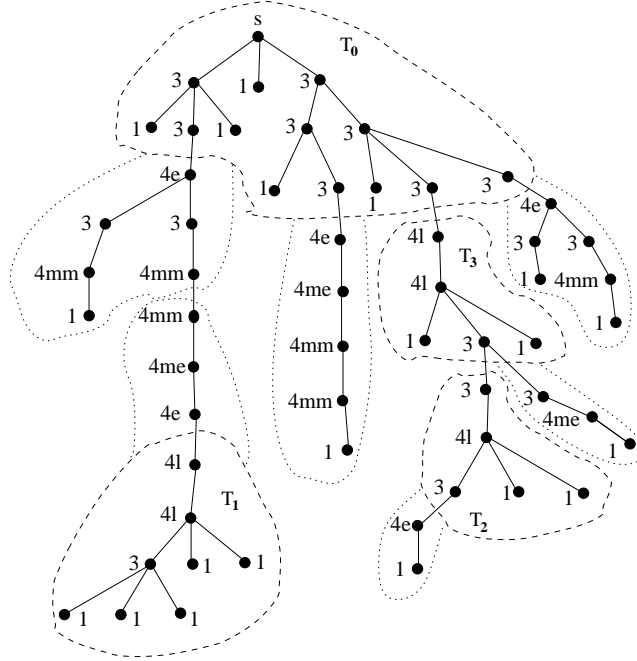 s
T₀
3 1 3
1 3 1 3 3
4e 1 3 1 3 3 4e
3 3 4e 4l T₃ 3 3
4mm 4mm 4me 4l 1 4mm
1 4mm 4mm 1 3 1 1
4me 4mm 3 3 4me
4e 1 4l 1
4l T₁ 3 1 1
4l 4e T₂
3 1 1 1
1 1 1